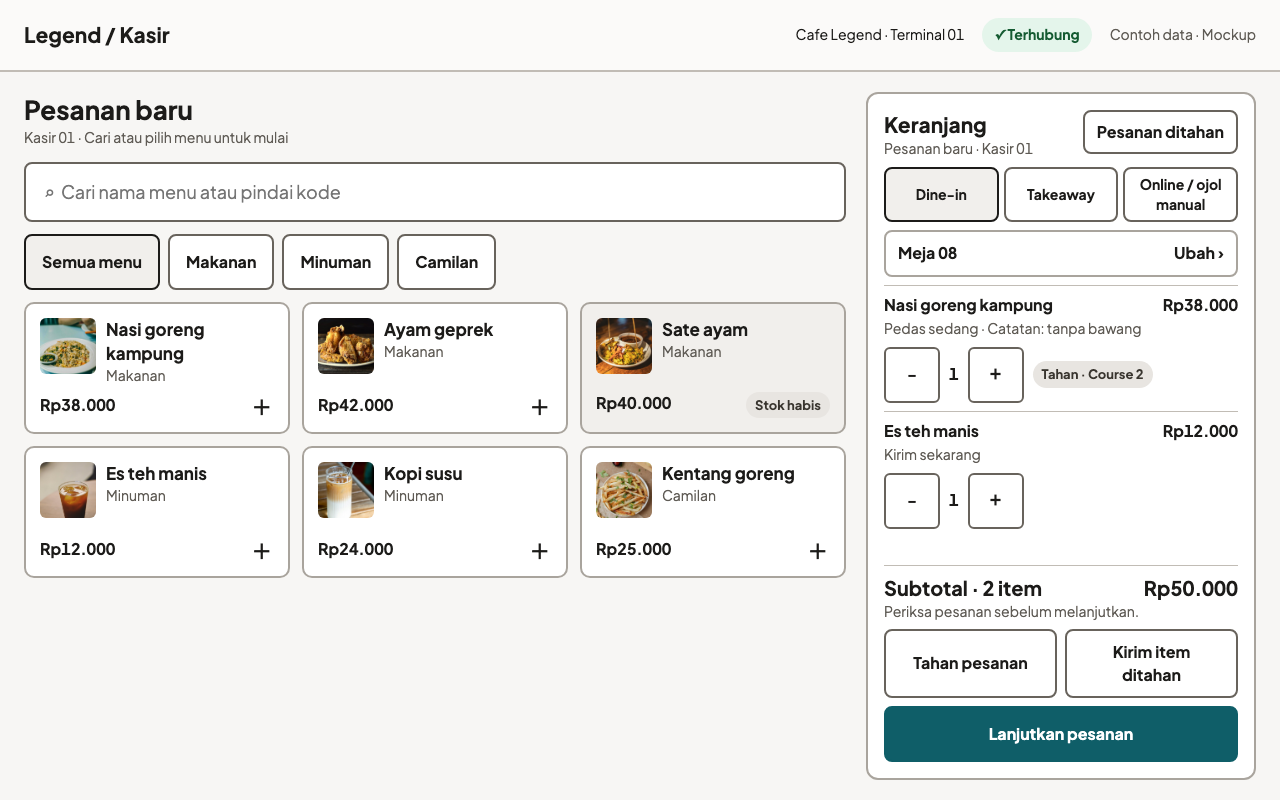 Legend / Kasir
Cafe Legend · Terminal 01
✓Terhubung
Contoh data · Mockup
Pesanan baru
Kasir 01 · Cari atau pilih menu untuk mulai
Cari nama menu atau pindai kode
Semua menu
Makanan
Minuman
Camilan
Nasi goreng
kampung
Makanan
Rp38.000
+
Ayam geprek
Makanan
Rp42.000
+
Sate ayam
Makanan
Rp40.000
Stok habis
Es teh manis
Minuman
Rp12.000
+
Kopi susu
Minuman
Rp24.000
+
Kentang goreng
Camilan
Rp25.000
+
Keranjang
Pesanan baru · Kasir 01
Pesanan ditahan
Dine-in
Takeaway
Online / ojol
manual
Meja 08
Ubah ›
Nasi goreng kampung
Rp38.000
Pedas sedang · Catatan: tanpa bawang
- 1 +
Tahan · Course 2
Es teh manis
Rp12.000
Kirim sekarang
- 1 +
Subtotal · 2 item
Rp50.000
Periksa pesanan sebelum melanjutkan.
Tahan pesanan
Kirim item
ditahan
Lanjutkan pesanan